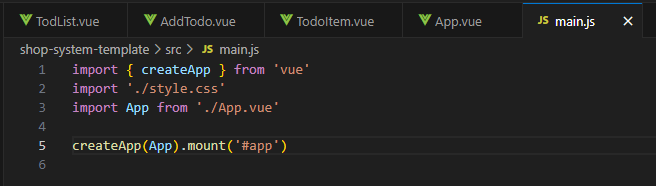 TodList.vue AddTodo.vue TodoItem.vue App.vue JS main.js ×
shop-system-template > src > JS main.js
1 import { createApp } from 'vue'
2 import './style.css'
3 import App from './App.vue'
4
5 createApp(App).mount('#app')
6